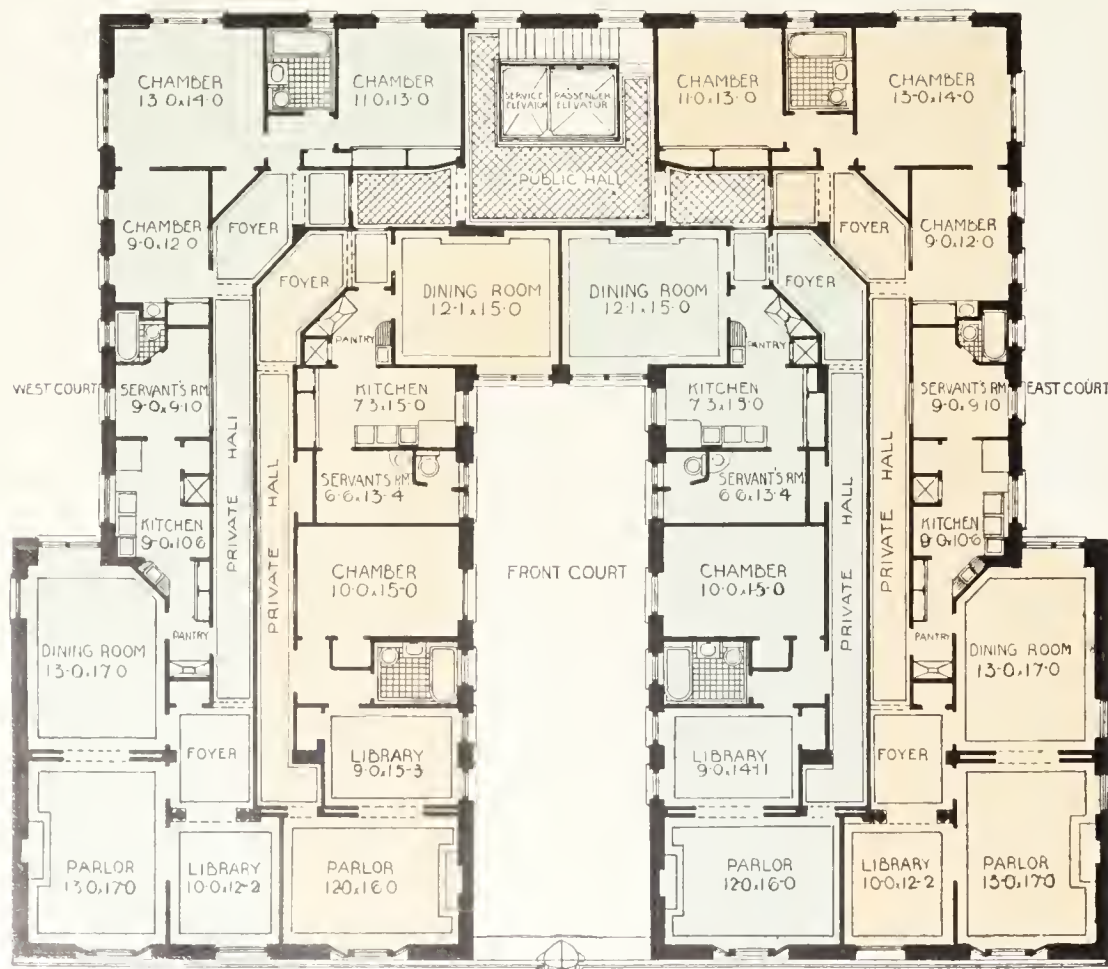 CHAMBER
13·0x14·0
CHAMBER
11·0x13·0
SERVICE
ELEVATOR
PASSENGER
ELEVATOR
CHAMBER
11·0x13·0
CHAMBER
13·0x14·0
PUBLIC HALL
CHAMBER
9·0x12·0
FOYER
FOYER
CHAMBER
9·0x12·0
FOYER
DINING ROOM
12·1x15·0
DINING ROOM
12·1x15·0
FOYER
PANTRY
PANTRY
WEST COURT
SERVANT'S RM
9·0x9·10
KITCHEN
7·3x15·0
KITCHEN
7·3x15·0
SERVANT'S RM
9·0x9·10
EAST COURT
PRIVATE HALL
PRIVATE HALL
SERVANT'S RM
6·6x13·4
SERVANT'S RM
6·6x13·4
PRIVATE HALL
PRIVATE HALL
KITCHEN
9·0x10·6
KITCHEN
9·0x10·6
CHAMBER
10·0x15·0
FRONT COURT
CHAMBER
10·0x15·0
PANTRY
PANTRY
DINING ROOM
13·0x17·0
DINING ROOM
13·0x17·0
FOYER
LIBRARY
9·0x15·3
LIBRARY
9·0x14·11
FOYER
PARLOR
13·0x17·0
LIBRARY
10·0x12·2
PARLOR
12·0x16·0
PARLOR
12·0x16·0
LIBRARY
10·0x12·2
PARLOR
13·0x17·0